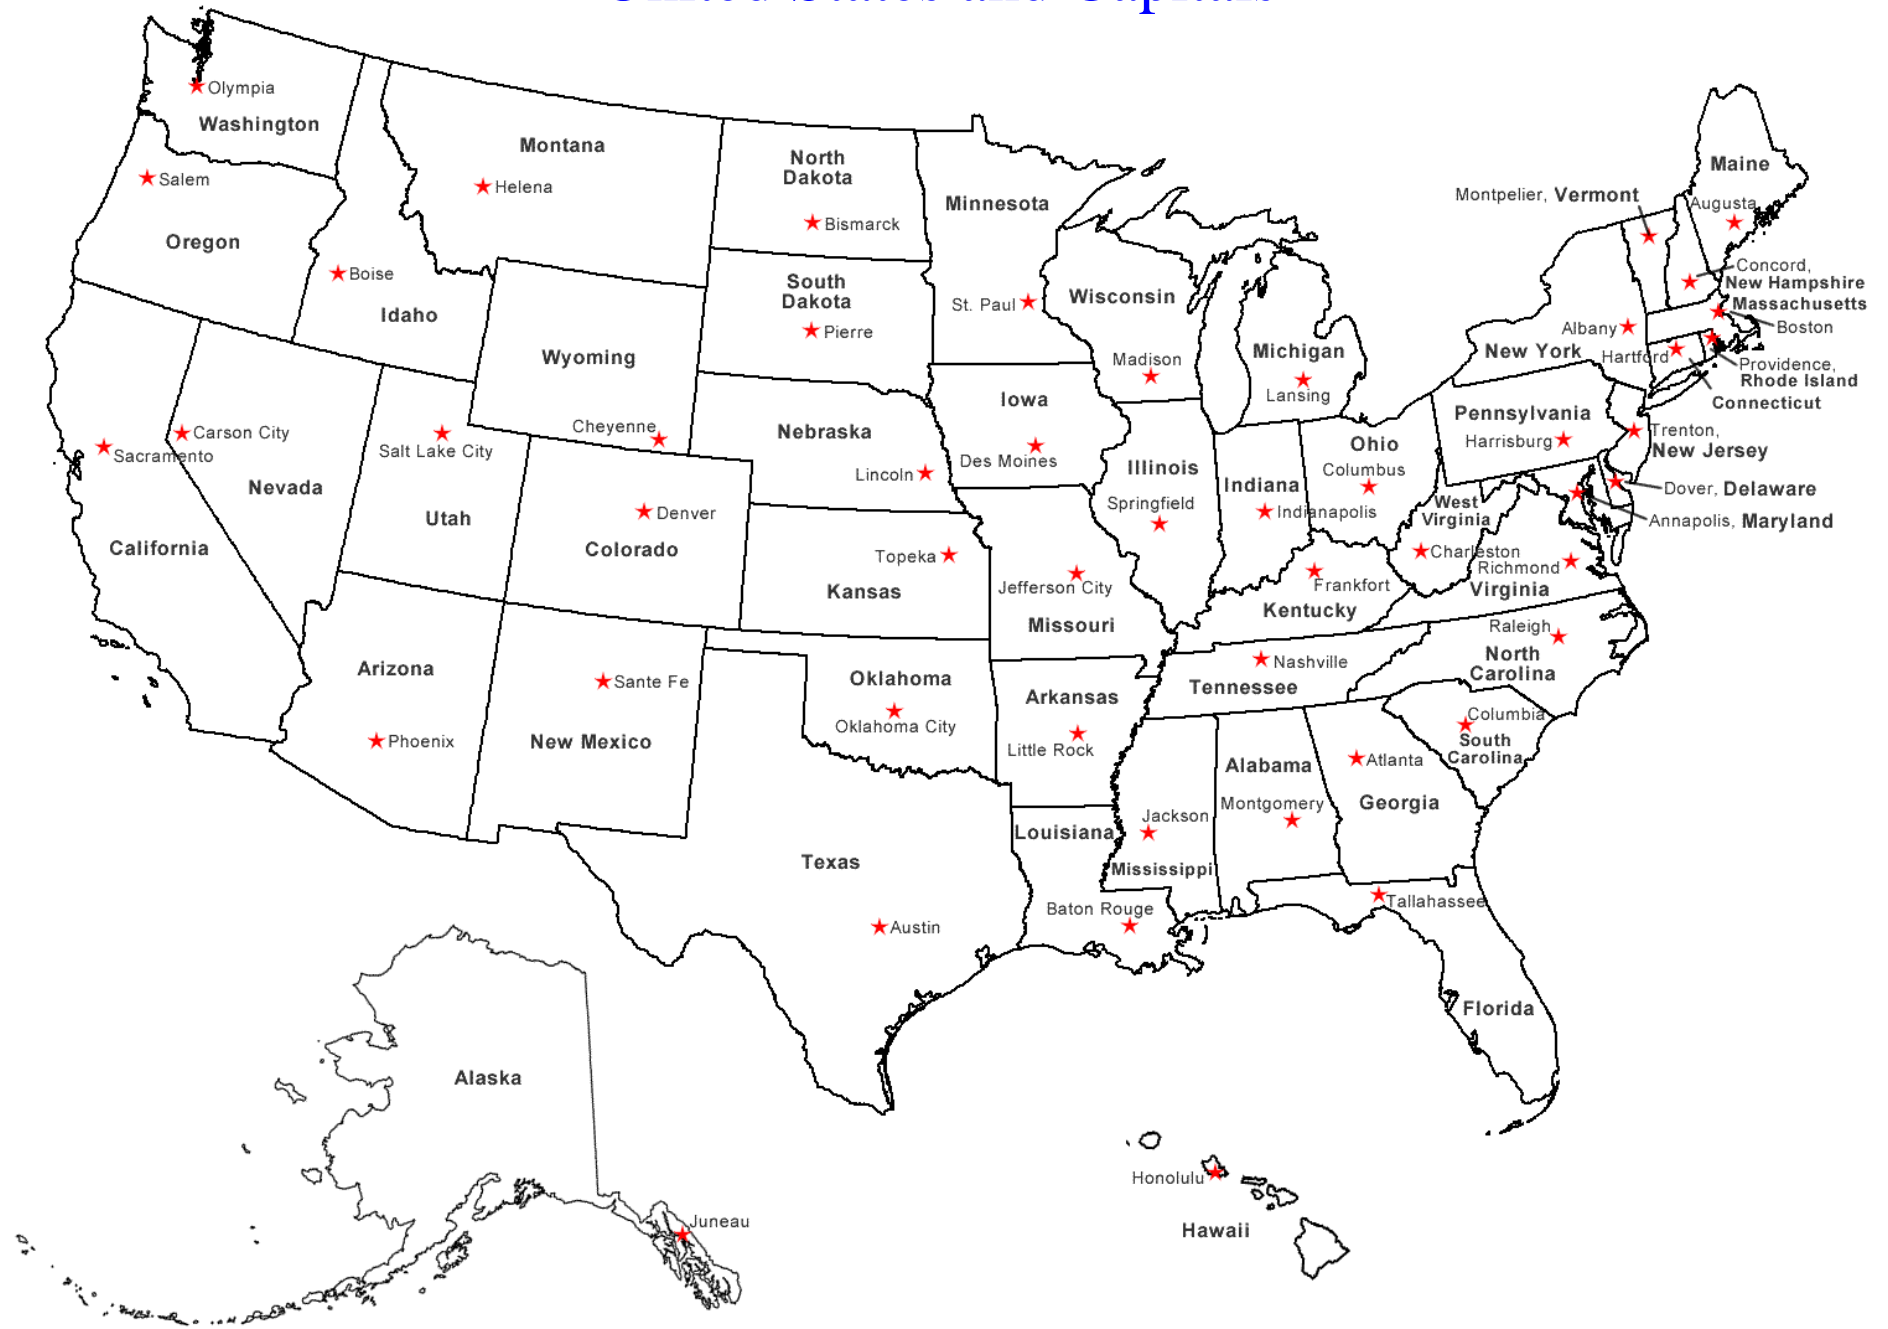 United States and Capitals
Olympia
Washington
Montana
Helena
North
Dakota
Bismarck
Minnesota
St. Paul
Salem
Oregon
Boise
Idaho
South
Dakota
Pierre
Wyoming
Cheyenne
Wisconsin
Madison
Michigan
Lansing
Maine
Augusta
Montpelier, Vermont
Concord,
New Hampshire
Massachusetts
Boston
Albany
New York
Hartford
Providence,
Rhode Island
Connecticut
Pennsylvania
Harrisburg
Trenton,
New Jersey
Dover, Delaware
Annapolis, Maryland
Carson City
Sacramento
Nevada
California
Salt Lake City
Utah
Denver
Colorado
Nebraska
Lincoln
Iowa
Des Moines
Illinois
Springfield
Indiana
Indianapolis
Ohio
Columbus
West
Virginia
Charleston
Richmond
Virginia
Topeka
Kansas
Jefferson City
Missouri
Frankfort
Kentucky
Raleigh
North
Carolina
Nashville
Tennessee
Arizona
Phoenix
Sante Fe
New Mexico
Oklahoma
Oklahoma City
Arkansas
Little Rock
Columbia
South
Carolina
Atlanta
Georgia
Alabama
Montgomery
Jackson
Mississippi
Louisiana
Baton Rouge
Texas
Austin
Tallahassee
Florida
Alaska
Juneau
Honolulu
Hawaii